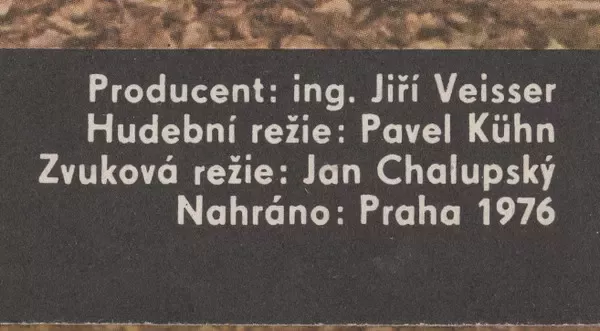 Producent: ing. Jiří Veisser
Hudební režie: Pavel Kühn
Zvuková režie: Jan Chalupský
Nahráno: Praha 1976